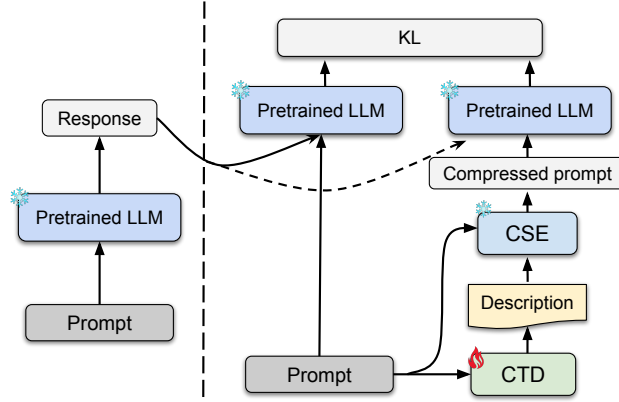 KL
Pretrained LLM
Pretrained LLM
Response
Compressed prompt
Pretrained LLM
CSE
Description
Prompt
Prompt
CTD